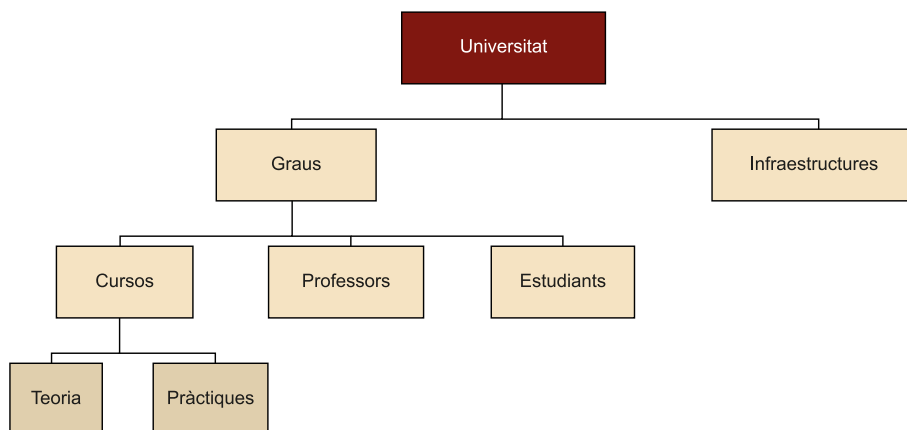 Universitat
Graus
Infraestructures
Cursos
Professors
Estudiants
Teoria
Pràctiques